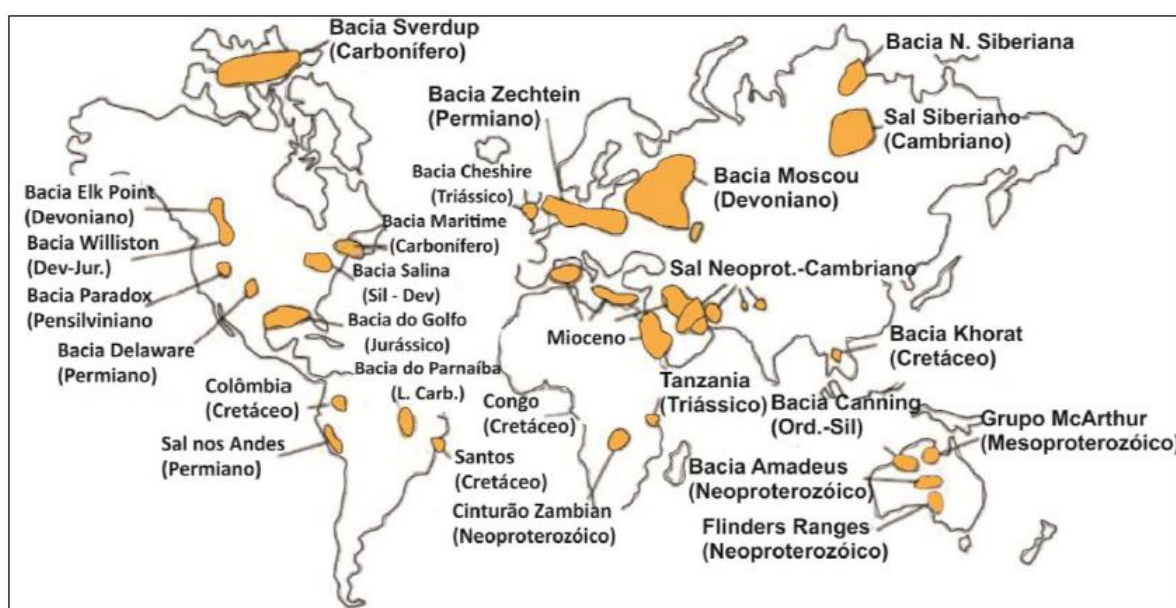 Bacia Sverdup
(Carbonífero)
Bacia N. Siberiana
Bacia Zechtein
(Permiano)
Sal Siberiano
(Cambriano)
Bacia Cheshire
(Triássico)
Bacia Moscou
(Devoniano)
Bacia Elk Point
(Devoniano)
Bacia Maritime
(Carbonífero)
Bacia Williston
(Dev-Jur.)
Bacia Salina
(Sil - Dev)
Sal Neoprot.-Cambriano
Bacia Paradox
(Pensilviniano
Bacia do Golfo
(Jurássico)
Mioceno
Bacia Khorat
(Cretáceo)
Bacia Delaware
(Permiano)
Bacia do Parnaíba
(L. Carb.)
Colômbia
(Cretáceo)
Congo
(Cretáceo)
Tanzania
(Triássico)
Bacia Canning
(Ord.-Sil)
Grupo McArthur
(Mesoproterozóico)
Sal nos Andes
(Permiano)
Santos
(Cretáceo)
Bacia Amadeus
(Neoproterozóico)
Cinturão Zambian
(Neoproterozóico)
Flinders Ranges
(Neoproterozóico)